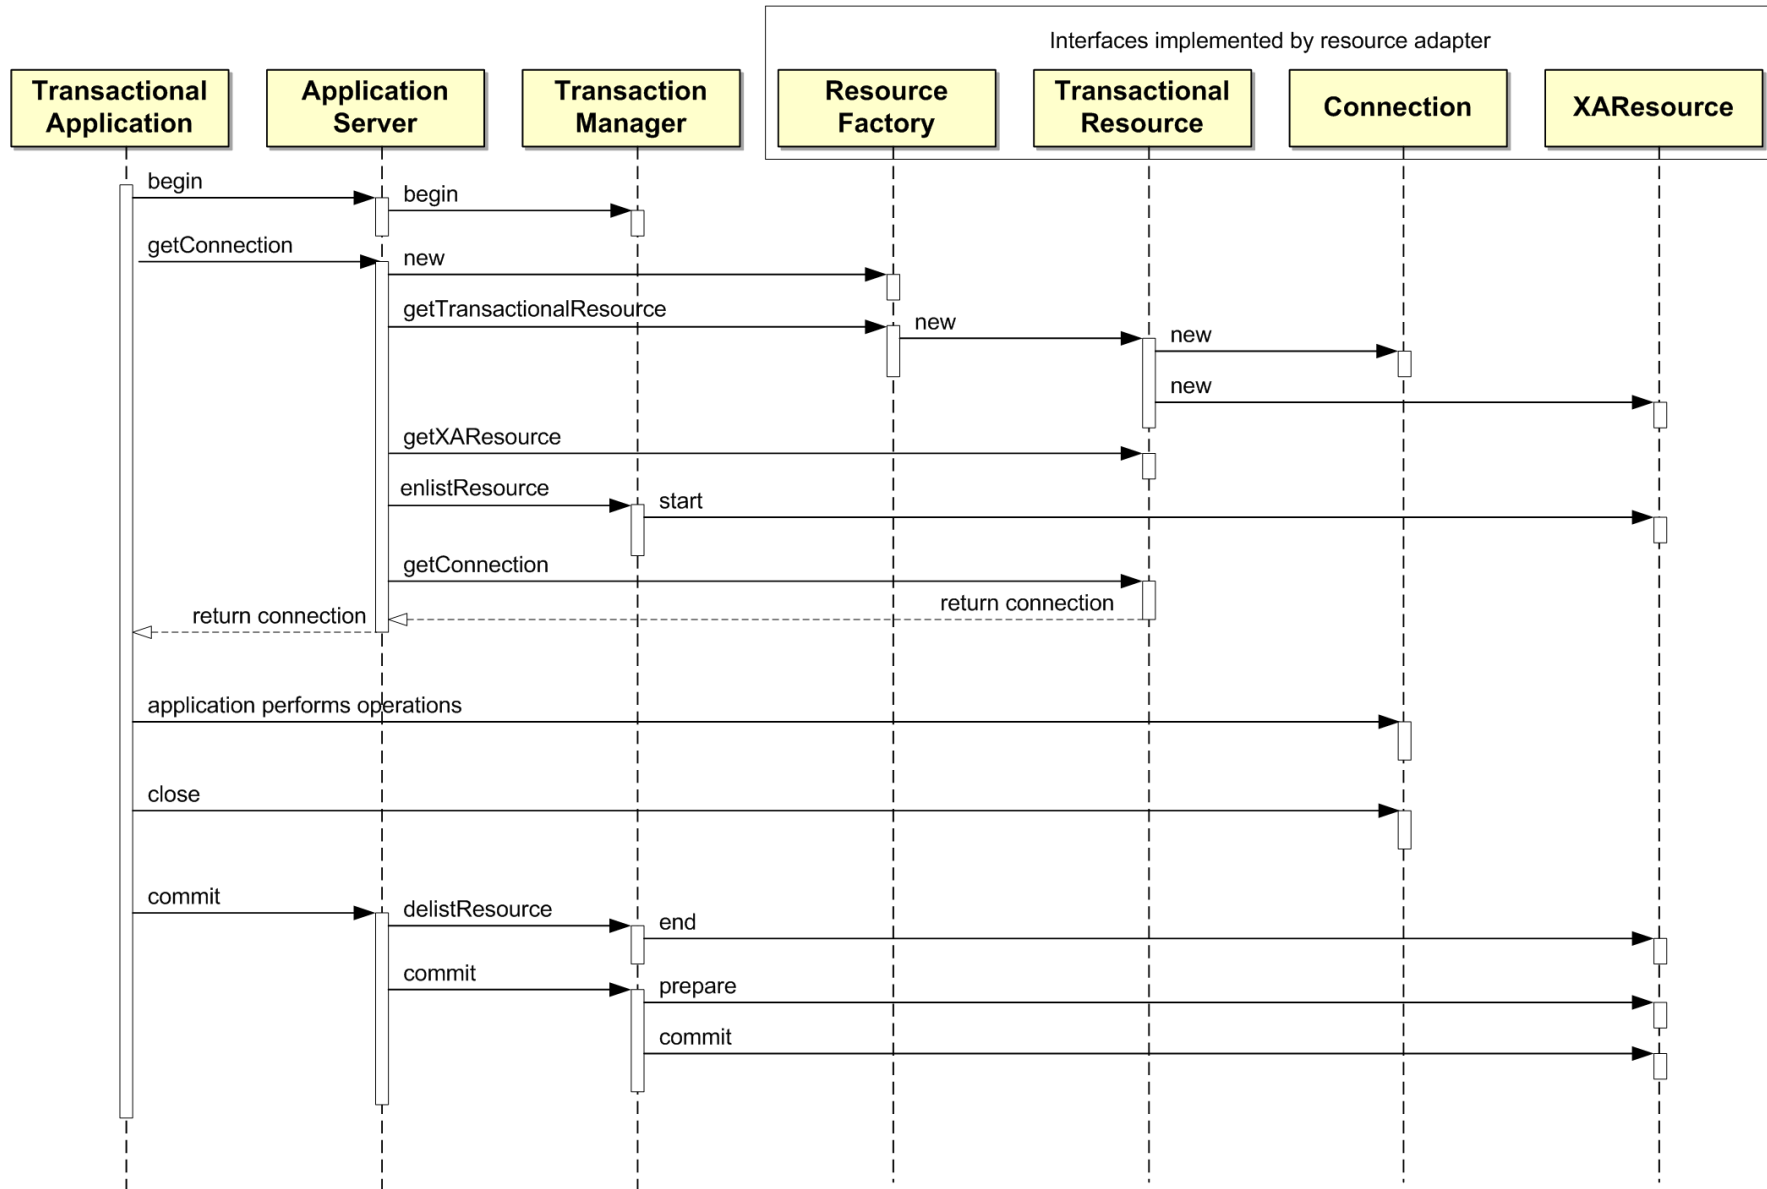 Interfaces implemented by resource adapter
Transactional
Application
Application
Server
Transaction
Manager
Resource
Factory
Transactional
Resource
Connection
XAResource
begin
begin
getConnection
new
getTransactionalResource
new
new
new
getXAResource
enlistResource
start
getConnection
return connection
return connection
application performs operations
close
commit
delistResource
end
commit
prepare
commit